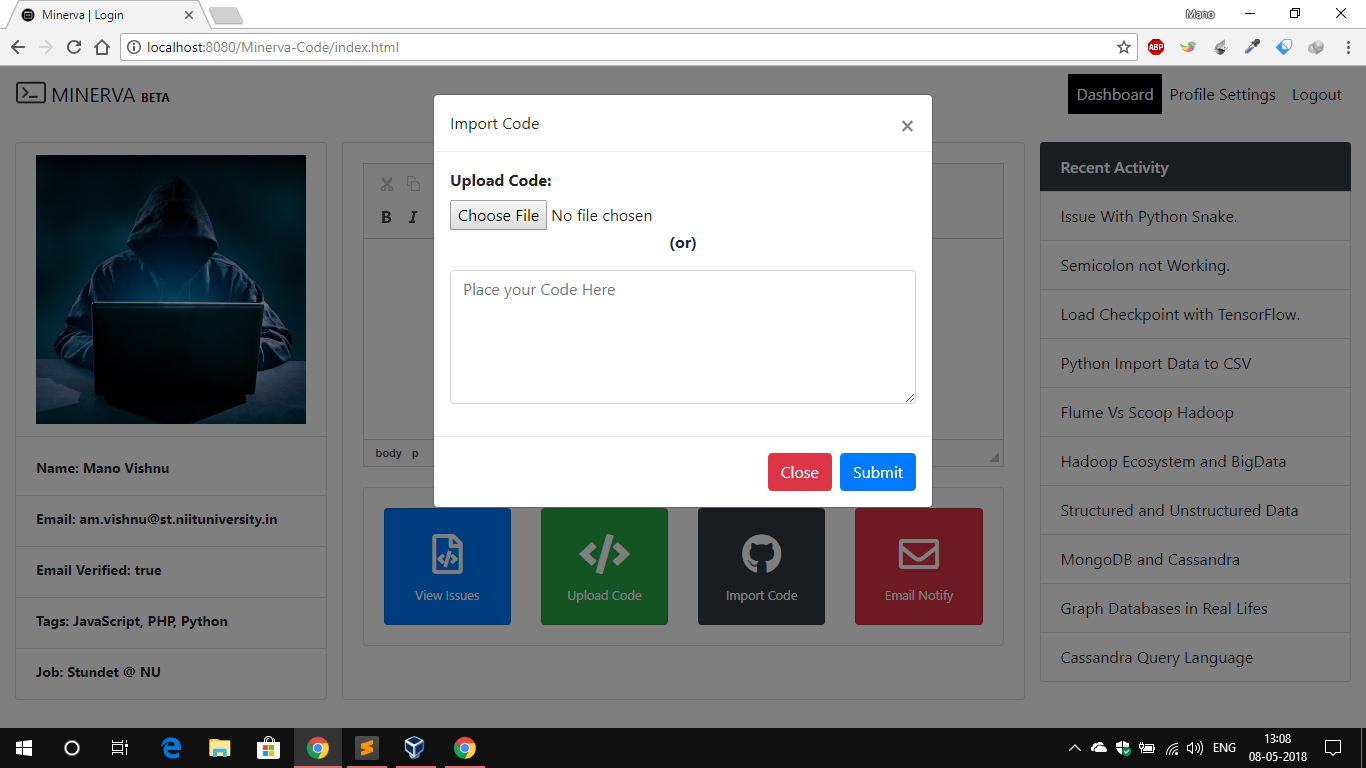 Minerva | Login
Mano
localhost:8080/Minerva-Code/index.html
ABP
MINERVA BETA
Dashboard Profile Settings Logout
Import Code
×
Upload Code:
Choose File No file chosen
(or)
Place your Code Here
Close Submit
B I
body p
Name: Mano Vishnu
Email: am.vishnu@st.niituniversity.in
Email Verified: true
Tags: JavaScript, PHP, Python
Job: Stundet @ NU
View Issues
Upload Code
Import Code
Email Notify
Recent Activity
Issue With Python Snake.
Semicolon not Working.
Load Checkpoint with TensorFlow.
Python Import Data to CSV
Flume Vs Scoop Hadoop
Hadoop Ecosystem and BigData
Structured and Unstructured Data
MongoDB and Cassandra
Graph Databases in Real Lifes
Cassandra Query Language
ENG
13:08
08-05-2018